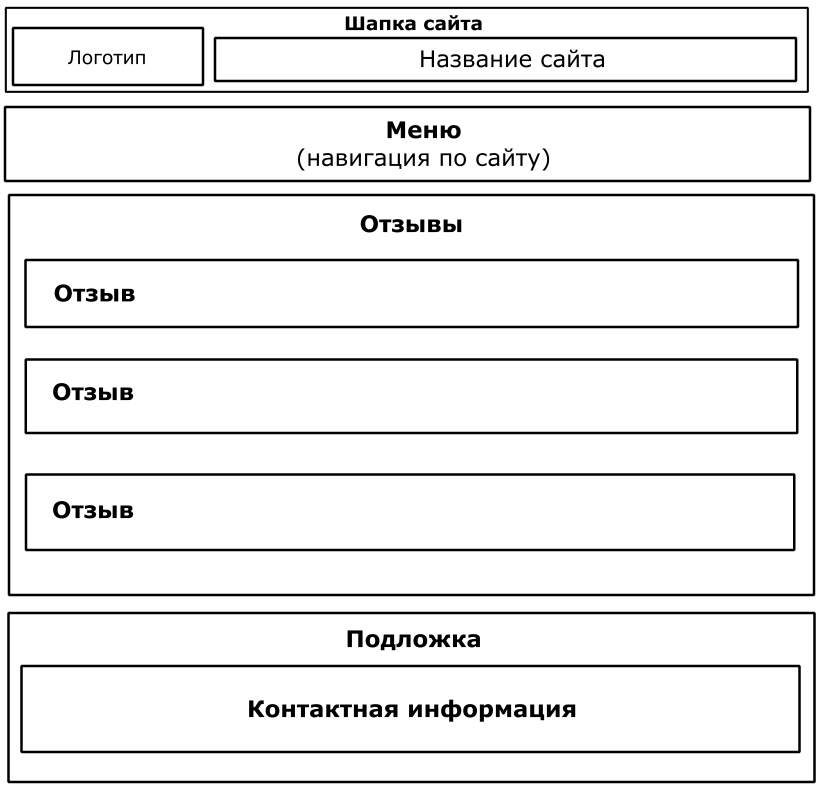 Шапка сайта
Логотип
Название сайта
Меню
(навигация по сайту)
Отзывы
Отзыв
Отзыв
Отзыв
Подложка
Контактная информация